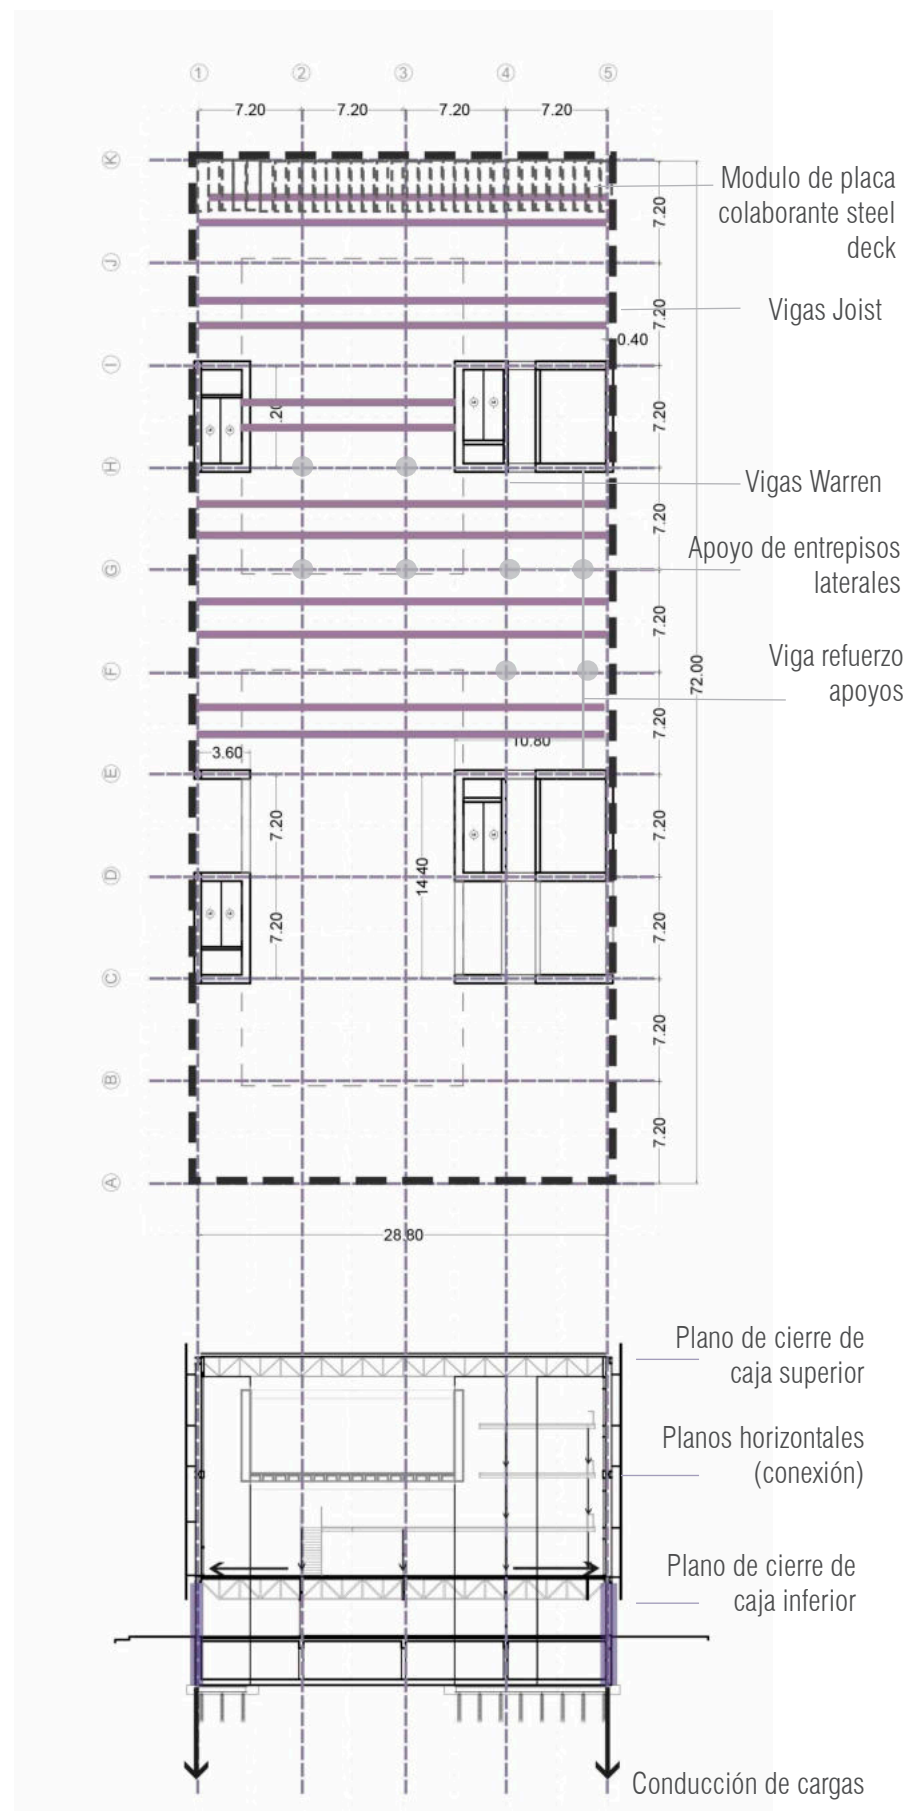 1 2 3 4 5
7.20 7.20 7.20 7.20
K
Modulo de placa
colaborante steel
deck
7.20
J
Vigas Joist
7.20
0.40
I
.20
7.20
H
Vigas Warren
7.20
Apoyo de entrepisos
laterales
G
7.20
Viga refuerzo
apoyos
F
72.00
7.20
3.60
10.80
E
7.20
7.20
14.40
D
7.20
7.20
C
7.20
B
7.20
A
28.80
Plano de cierre de
caja superior
Planos horizontales
(conexión)
Plano de cierre de
caja inferior
Conducción de cargas